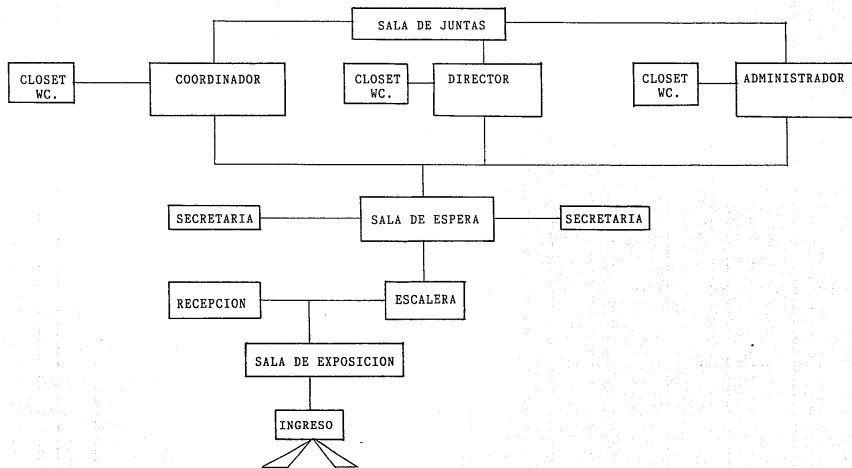 SALA DE JUNTAS
CLOSET
WC.
COORDINADOR
CLOSET
WC.
DIRECTOR
CLOSET
WC.
ADMINISTRADOR
SECRETARIA
SALA DE ESPERA
SECRETARIA
RECEPCION
ESCALERA
SALA DE EXPOSICION
INGRESO